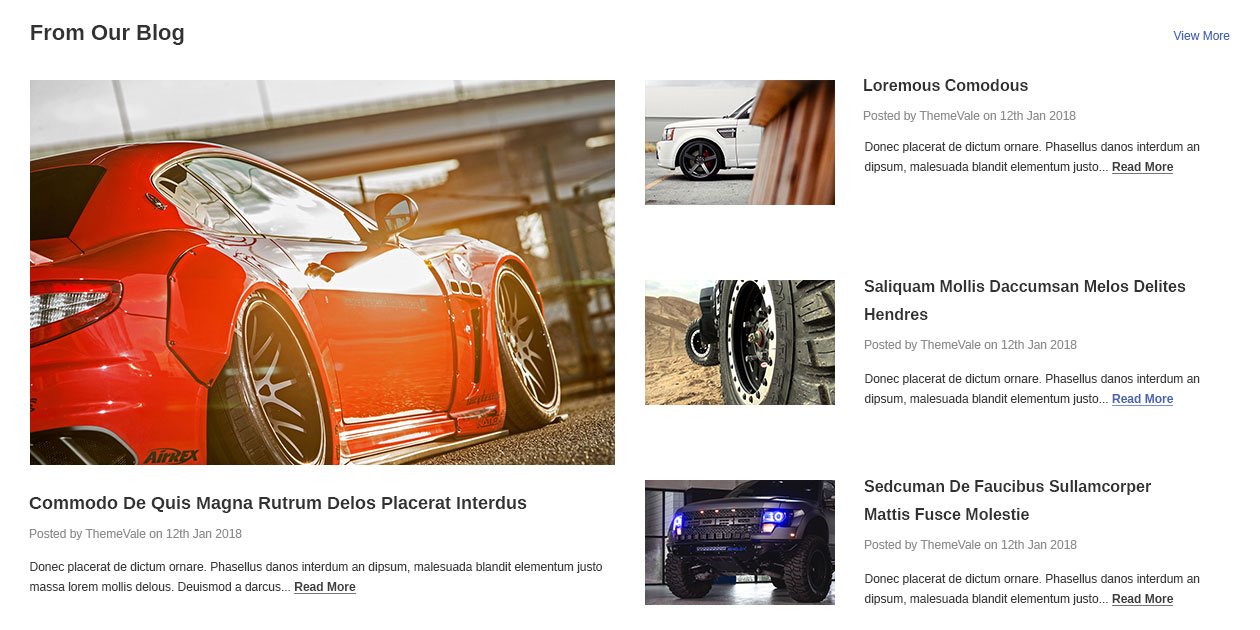 From Our Blog
View More
AIRREX
Commodo De Quis Magna Rutrum Delos Placerat Interdus
Posted by ThemeVale on 12th Jan 2018
Donec placerat de dictum ornare. Phasellus danos interdum an dipsum, malesuada blandit elementum justo
massa lorem mollis delous. Deuismod a darcus... Read More
Loremous Comodous
Posted by ThemeVale on 12th Jan 2018
Donec placerat de dictum ornare. Phasellus danos interdum an
dipsum, malesuada blandit elementum justo... Read More
Saliquam Mollis Daccumsan Melos Delites
Hendres
Posted by ThemeVale on 12th Jan 2018
Donec placerat de dictum ornare. Phasellus danos interdum an
dipsum, malesuada blandit elementum justo... Read More
Sedcuman De Faucibus Sullamcorper
Mattis Fusce Molestie
Posted by ThemeVale on 12th Jan 2018
Donec placerat de dictum ornare. Phasellus danos interdum an
dipsum, malesuada blandit elementum justo... Read More